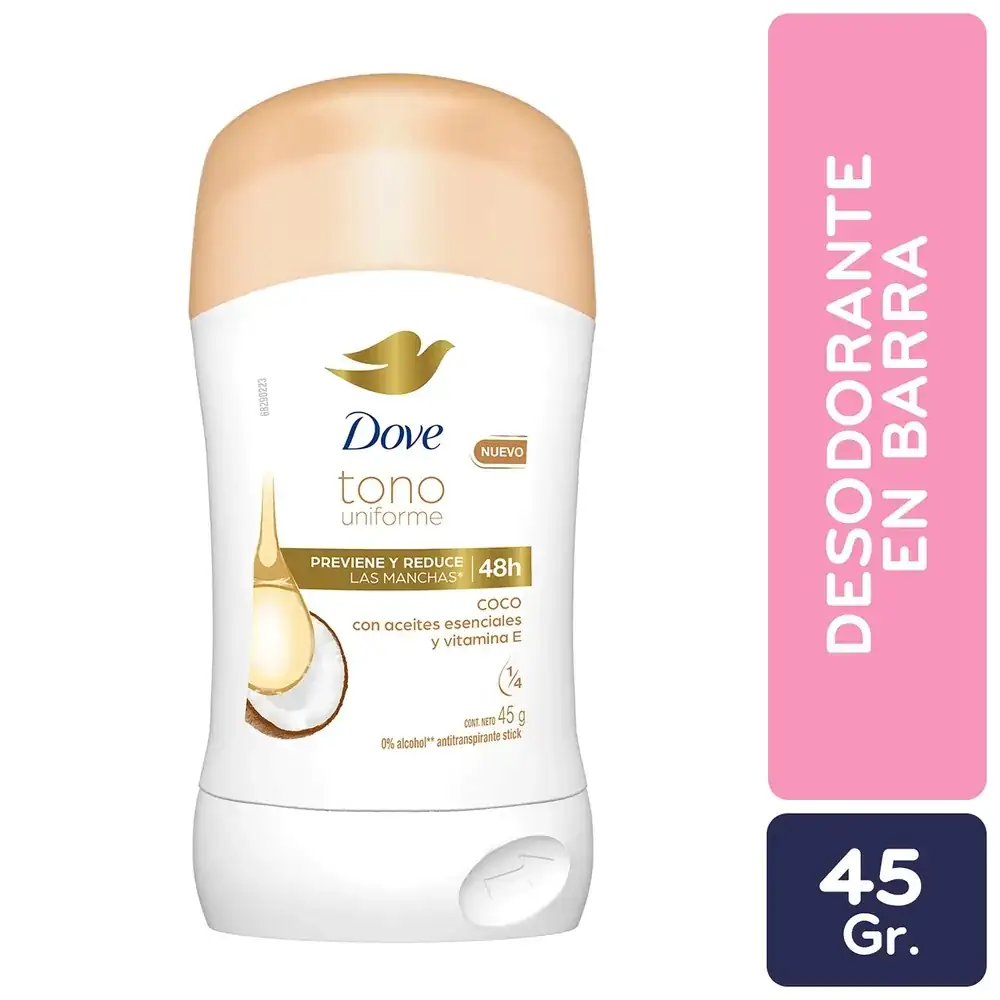 68290223
Dove
NUEVO
tono
uniforme
PREVIENE Y REDUCE
LAS MANCHAS*
48h
COCO
con aceites esenciales
y vitamina E
1/4
CONT. NETO 45 g
0% alcohol** antitranspirante stick
DESODORANTE
EN BARRA
45
Gr.